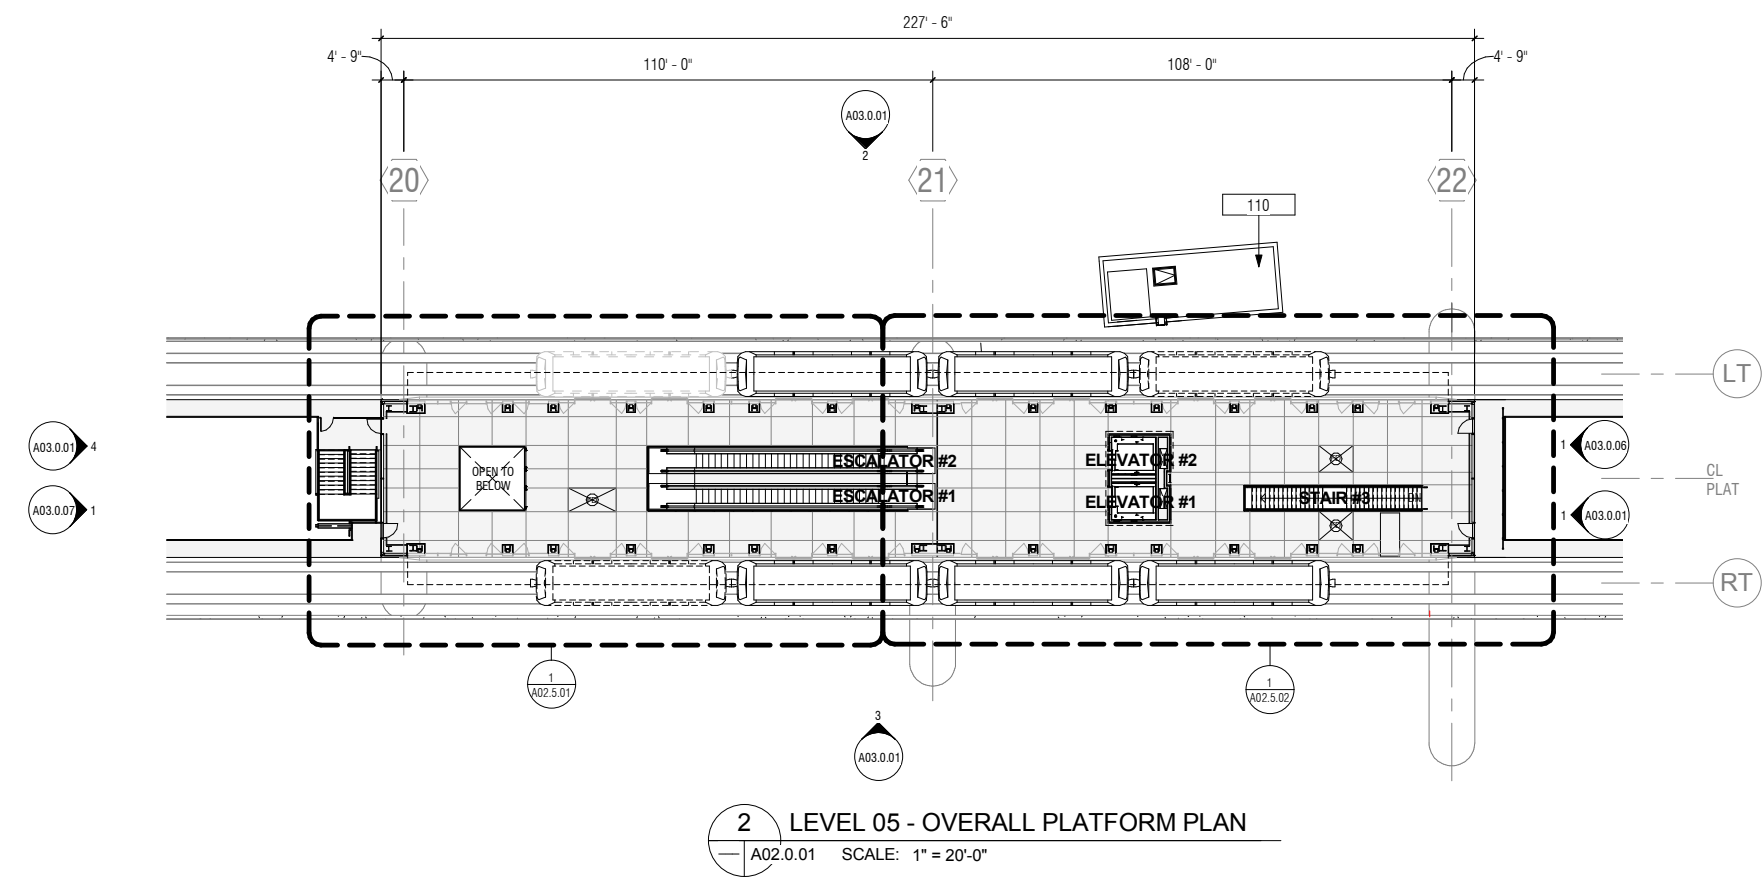 227' - 6"
4' - 9"
110' - 0"
108' - 0"
4' - 9"
A03.0.01
2
20
21
22
110
LT
A03.0.01
4
OPEN TO
BELOW
ESCALATOR #2
ESCALATOR #1
ELEVATOR #2
ELEVATOR #1
STAIR #3
DN
1
A03.0.06
CL
PLAT
A03.0.07
1
1
A03.0.01
RT
1
A02.5.01
1
A02.5.02
3
A03.0.01
2
LEVEL 05 - OVERALL PLATFORM PLAN
A02.0.01
SCALE: 1" = 20'-0"